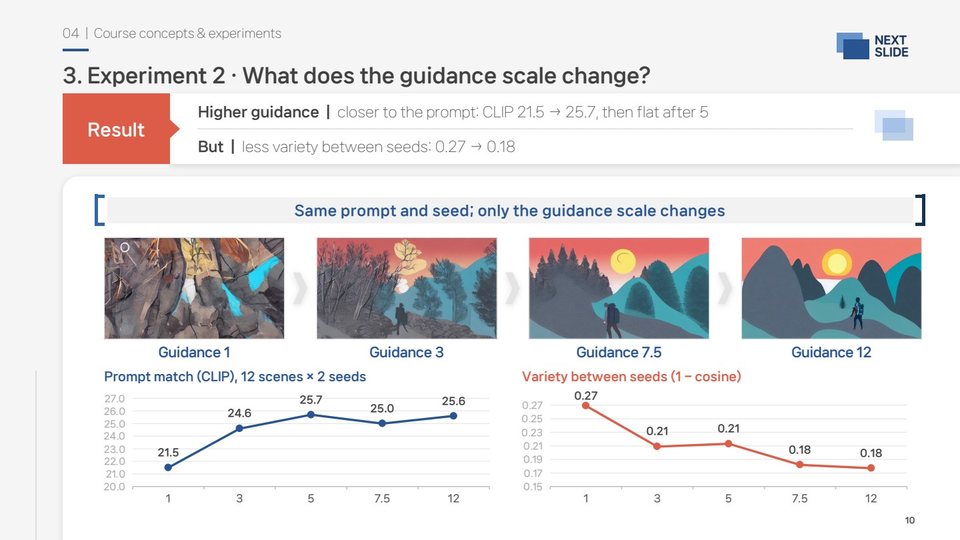 04 | Course concepts & experiments
NEXT
SLIDE
3. Experiment 2 · What does the guidance scale change?
Result
Higher guidance | closer to the prompt: CLIP 21.5 → 25.7, then flat after 5
But | less variety between seeds: 0.27 → 0.18
Same prompt and seed; only the guidance scale changes
Guidance 1
Guidance 3
Guidance 7.5
Guidance 12
Prompt match (CLIP), 12 scenes × 2 seeds
27.0
26.0
25.0
24.0
23.0
22.0
21.0
20.0
21.5
24.6
25.7
25.0
25.6
1
3
5
7.5
12
Variety between seeds (1 − cosine)
0.27
0.25
0.23
0.21
0.19
0.17
0.15
0.27
0.21
0.21
0.18
0.18
1
3
5
7.5
12
10